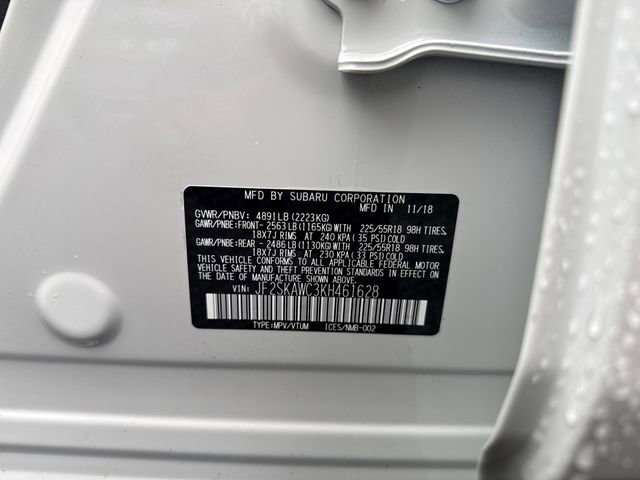 MFD BY SUBARU CORPORATION
MFD IN 11/18
GVWR/PNBV: 4891LB (2223KG)
GAWR/PNBE:FRONT- 2563LB(1165KG)WITH 225/55R18 98H TIRES,
18X7J RIMS AT 240 KPA (35 PSI)COLD
GAWR/PNBE:REAR - 2486LB(1130KG)WITH 225/55R18 98H TIRES,
18X7J RIMS AT 230 KPA (33 PSI)COLD
THIS VEHICLE CONFORMS TO ALL APPLICABLE FEDERAL MOTOR
VEHICLE SAFETY AND THEFT PREVENTION STANDARDS IN EFFECT
ON THE DATE OF MANUFACTURE SHOWN ABOVE.
VIN: JF2SKAWC3KH461628
TYPE:MPV/VTUM ICES/NMB-002